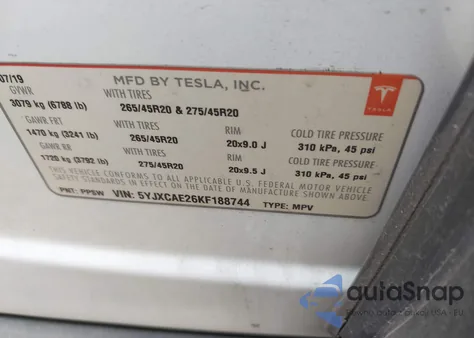 07/19 MFD BY TESLA, INC.
GVWR WITH TIRES
3079 kg (6788 lb) 265/45R20 & 275/45R20
TESLA
GAWR FRT WITH TIRES RIM COLD TIRE PRESSURE
1470 kg (3241 lb) 265/45R20 20x9.0 J 310 kPa, 45 psi
GAWR RR WITH TIRES RIM COLD TIRE PRESSURE
1720 kg (3792 lb) 275/45R20 20x9.5 J 310 kPa, 45 psi
THIS VEHICLE CONFORMS TO ALL APPLICABLE U.S. FEDERAL MOTOR VEHICLE
SAFETY STANDARDS IN EFFECT ON THE DATE OF MANUFACTURE SHOWN ABOVE.
PNT: PPSW VIN: 5YJXCAE26KF188744 TYPE: MPV
autoSnap
USA - EU